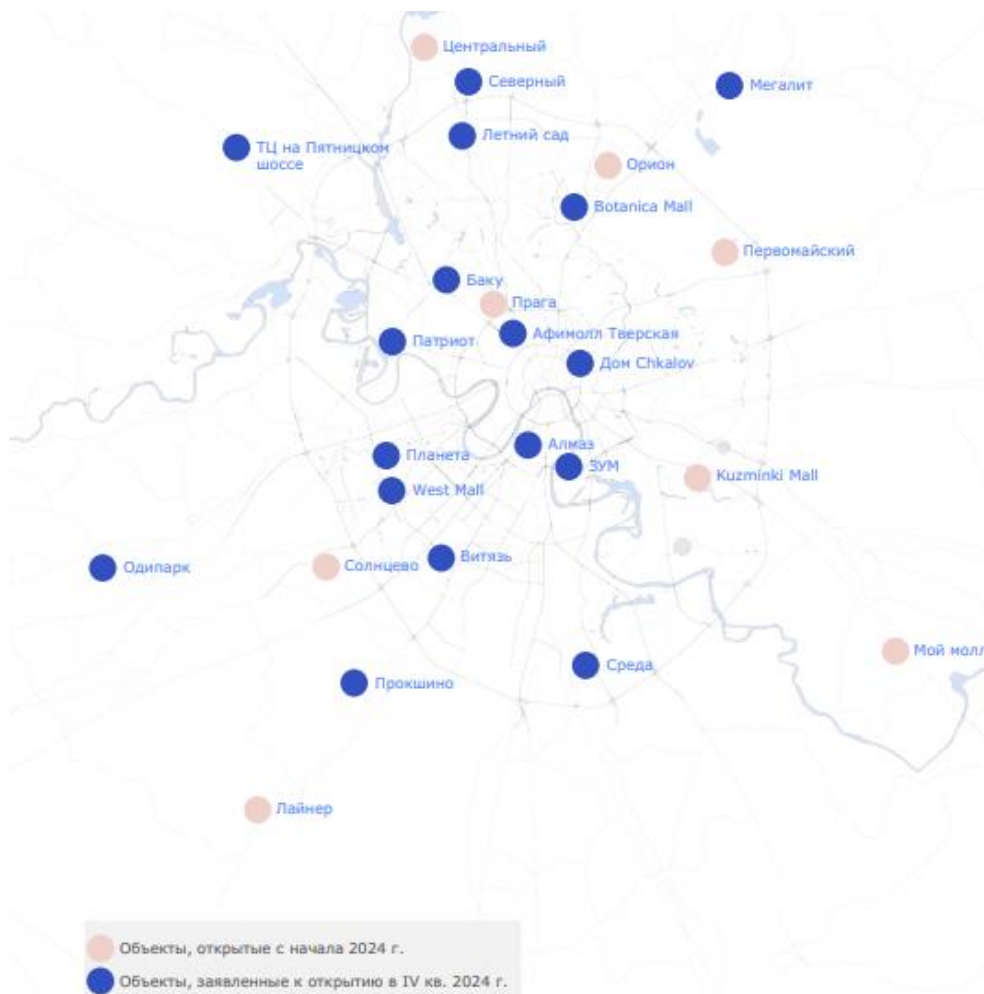 Центральный
Северный
Мегалит
Летний сад
ТЦ на Пятницком
шоссе
Орион
Botanica Mall
Первомайский
Баку
Прага
Афимолл Тверская
Патриот
Дом Chkalov
Алмаз
Планета
ЗУМ
Kuzminki Mall
West Mall
Витязь
Солнцево
Одипарк
Мой молл
Среда
Прокшино
Лайнер
Объекты, открытые с начала 2024 г.
Объекты, заявленные к открытию в IV кв. 2024 г.